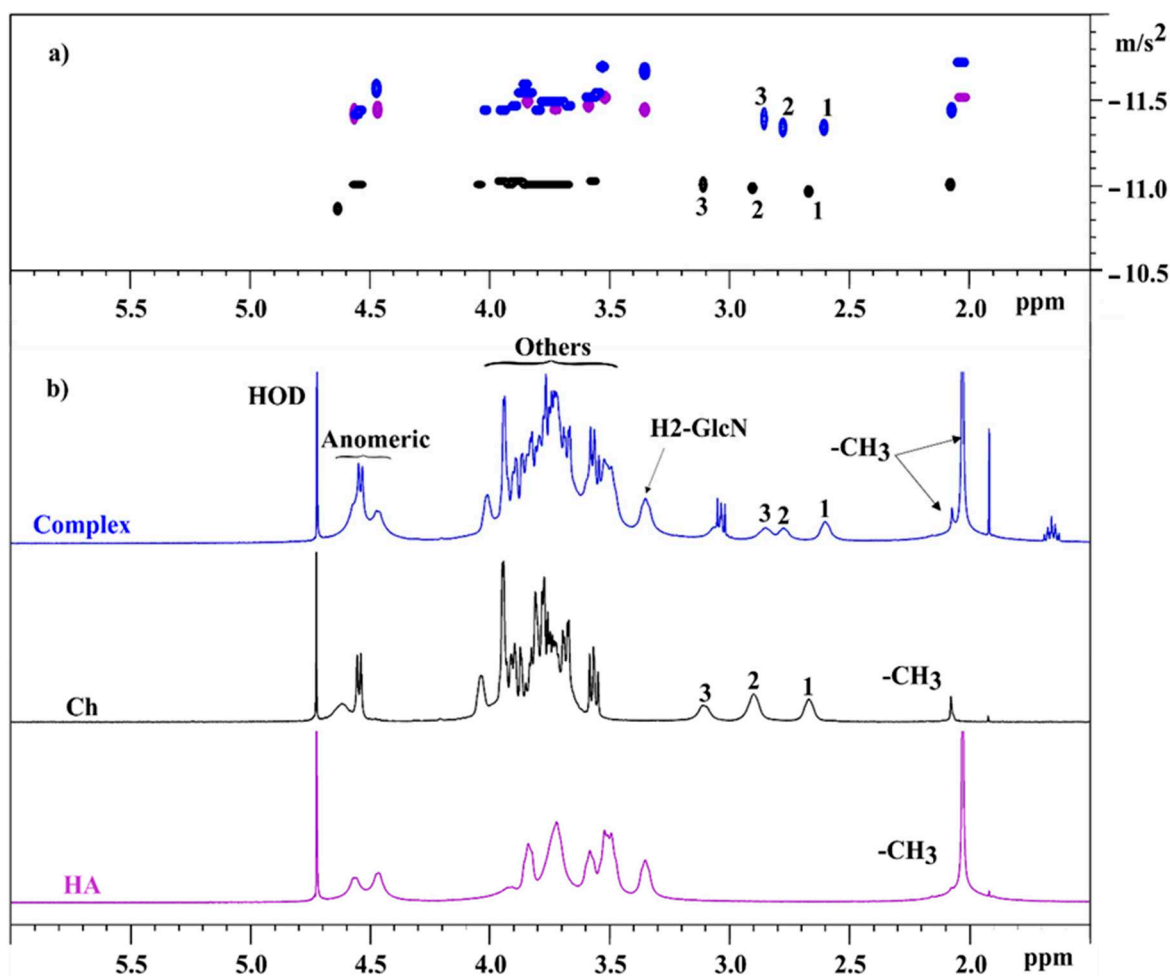 a)
m/s2
3 2 1
−11.5
−11.0
3 2 1
−10.5
5.5 5.0 4.5 4.0 3.5 3.0 2.5 2.0 ppm
Others
b)
HOD
Anomeric
H2-GlcN
-CH3
Complex
3 2 1
Ch
3 2 1
-CH3
HA
-CH3
5.5 5.0 4.5 4.0 3.5 3.0 2.5 2.0 ppm